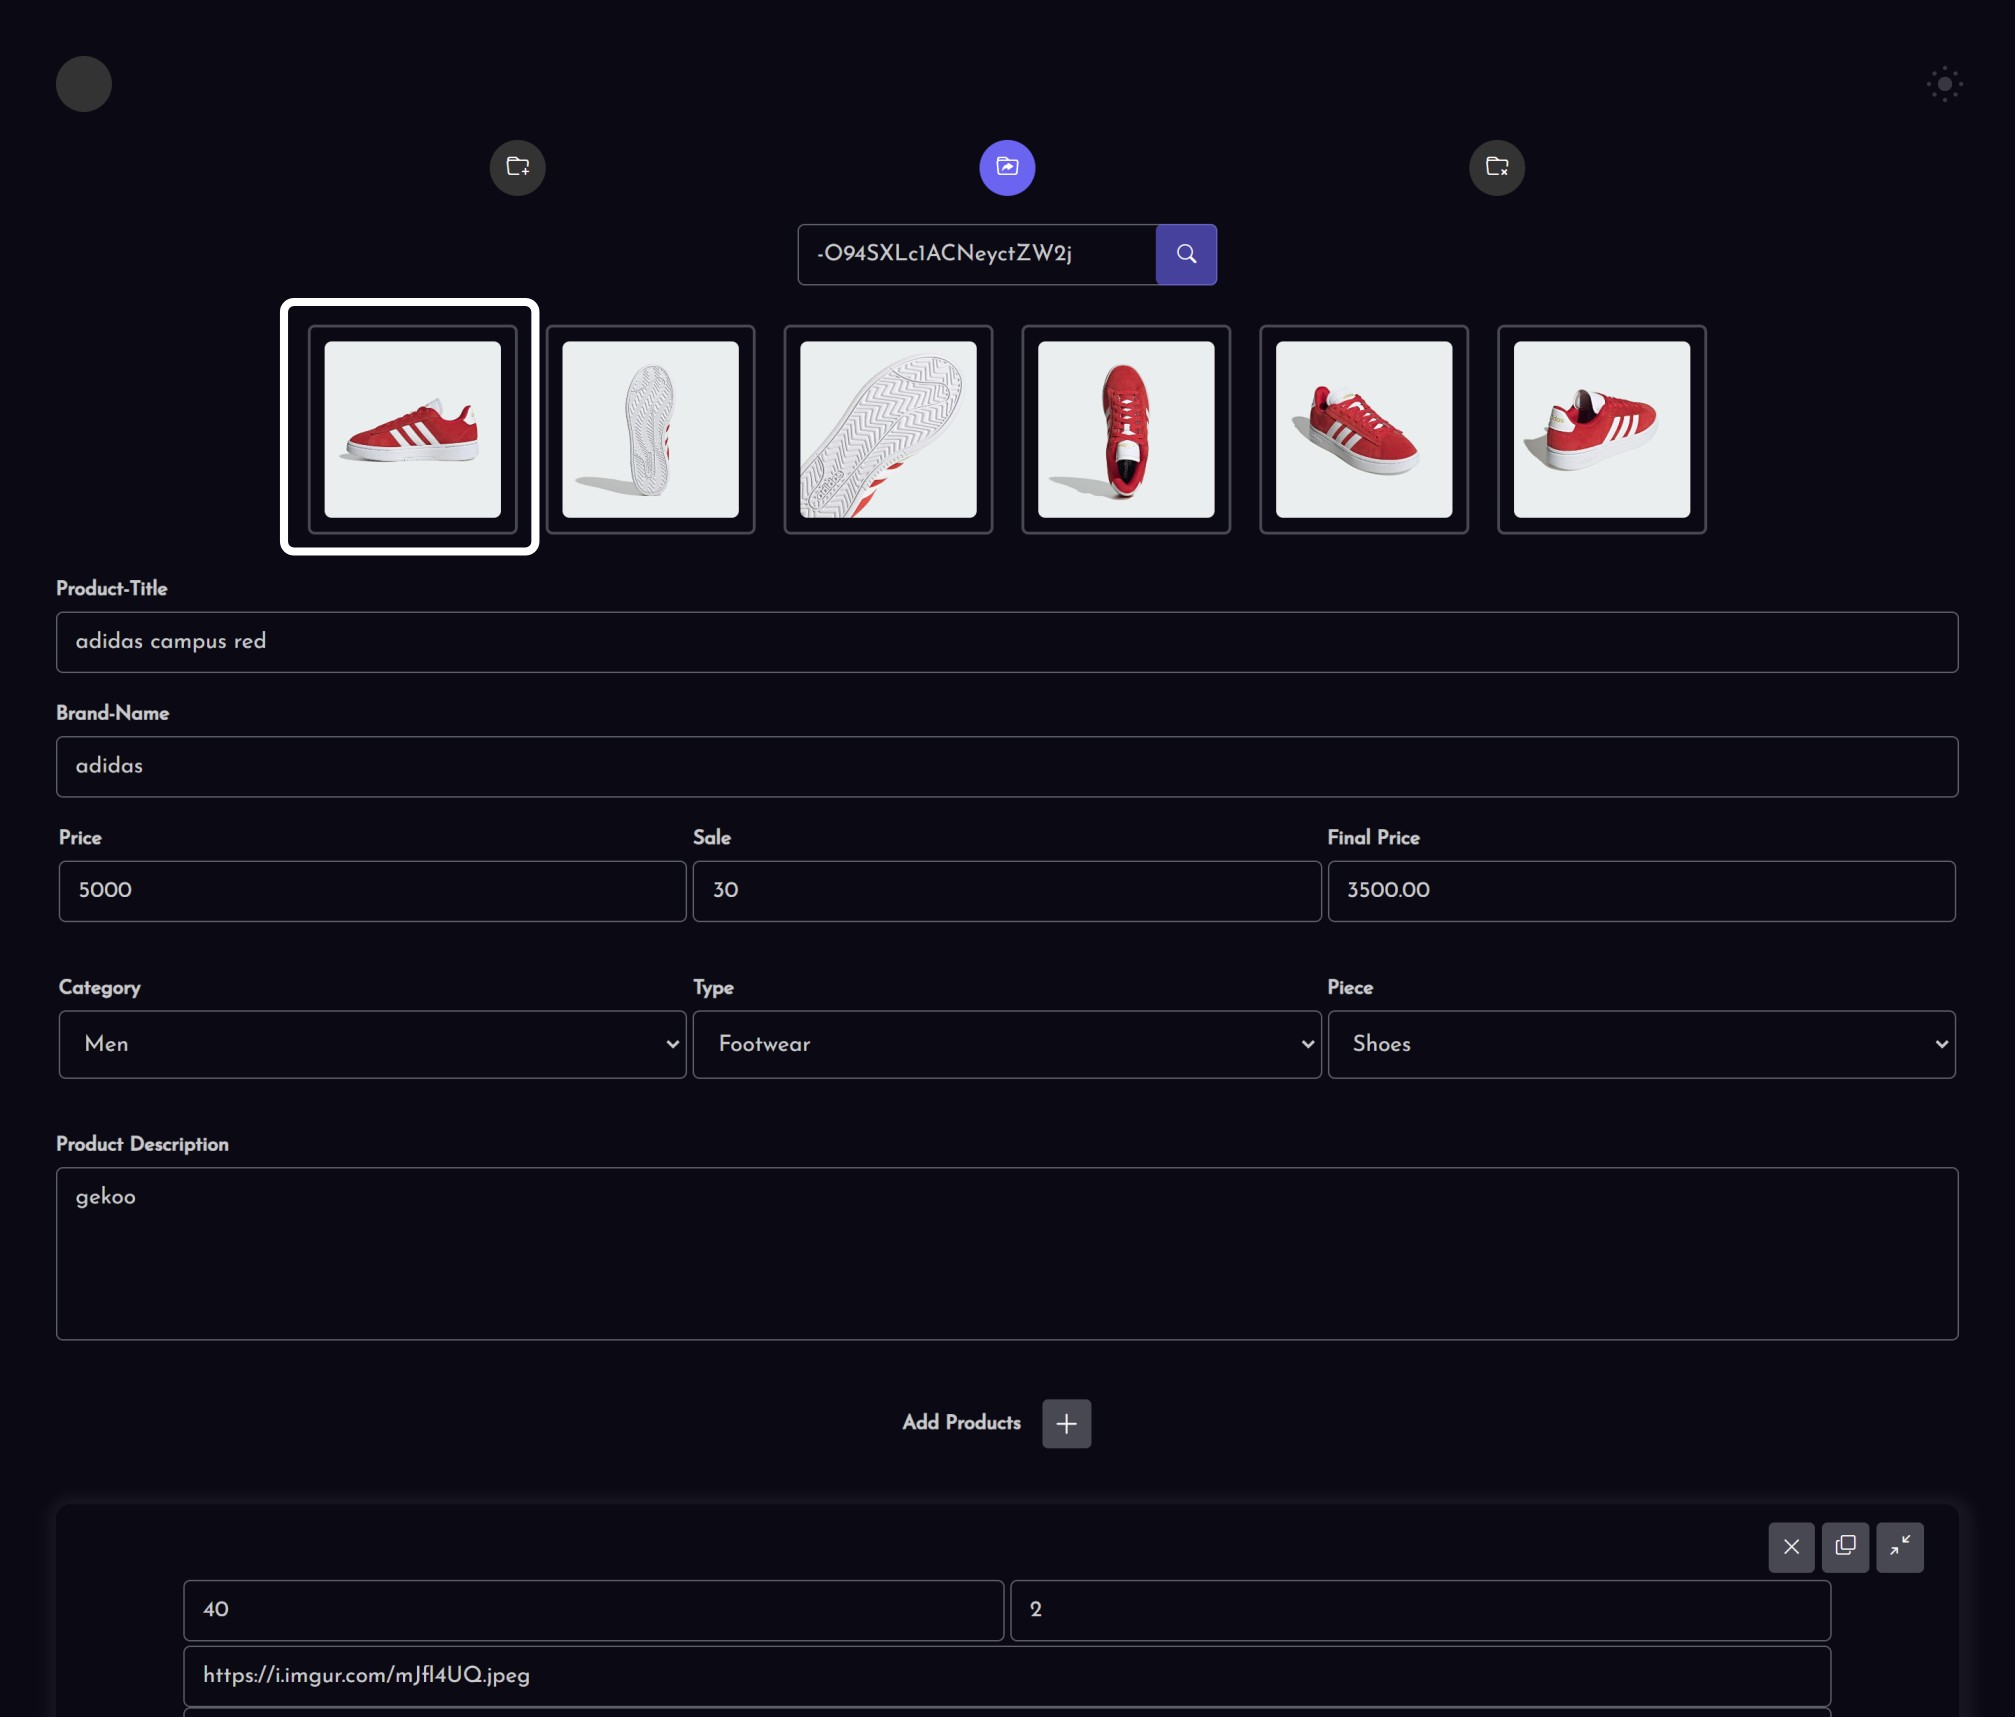 -O94SXLc1ACNeyctZW2j
Product-Title
adidas campus red
Brand-Name
adidas
Price Sale Final Price
5000 30 3500.00
Category Type Piece
Men Footwear Shoes
Product Description
gekoo
Add Products
40 2
https://i.imgur.com/mJfl4UQ.jpeg